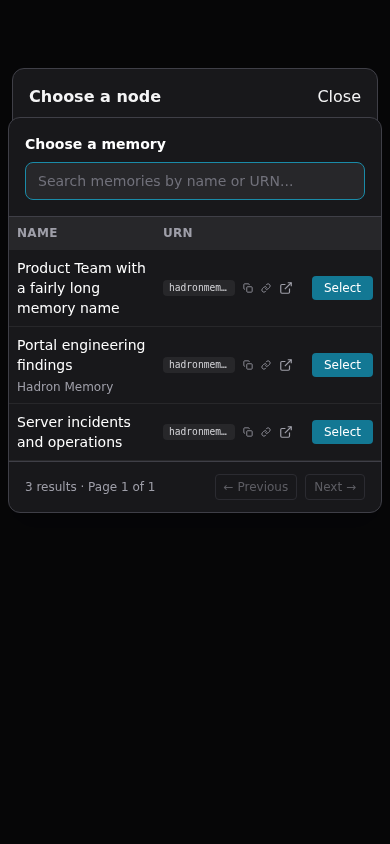 Choose a node
Close
Choose a memory
Search memories by name or URN...
NAME
URN
Product Team with
a fairly long
memory name
hadronmem…
Select
Portal engineering
findings
Hadron Memory
hadronmem…
Select
Server incidents
and operations
hadronmem…
Select
3 results · Page 1 of 1
← Previous
Next →